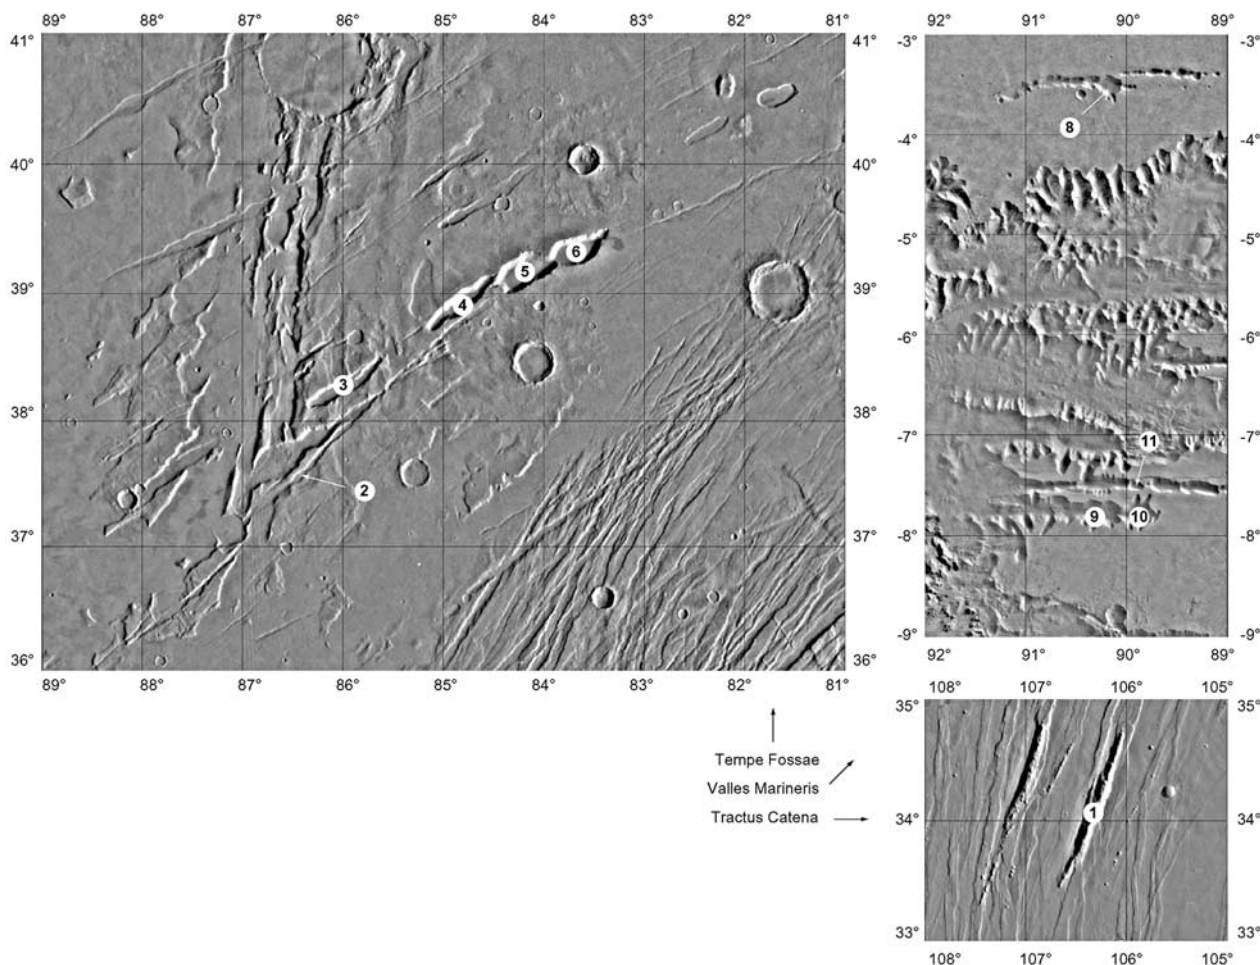 89° 88° 87° 86° 85° 84° 83° 82° 81°
41° 41°
40° 40°
39° 39°
38° 38°
37° 37°
36° 36°
89° 88° 87° 86° 85° 84° 83° 82° 81°
6
5
4
3
2
92° 91° 90° 89°
-3° -3°
8
-4° -4°
-5° -5°
-6° -6°
-7° -7°
11
9 10
-8° -8°
-9° -9°
92° 91° 90° 89°
Tempe Fossae
Valles Marineris
Tractus Catena
108° 107° 106° 105°
35° 35°
34° 34°
1
33° 33°
108° 107° 106° 105°